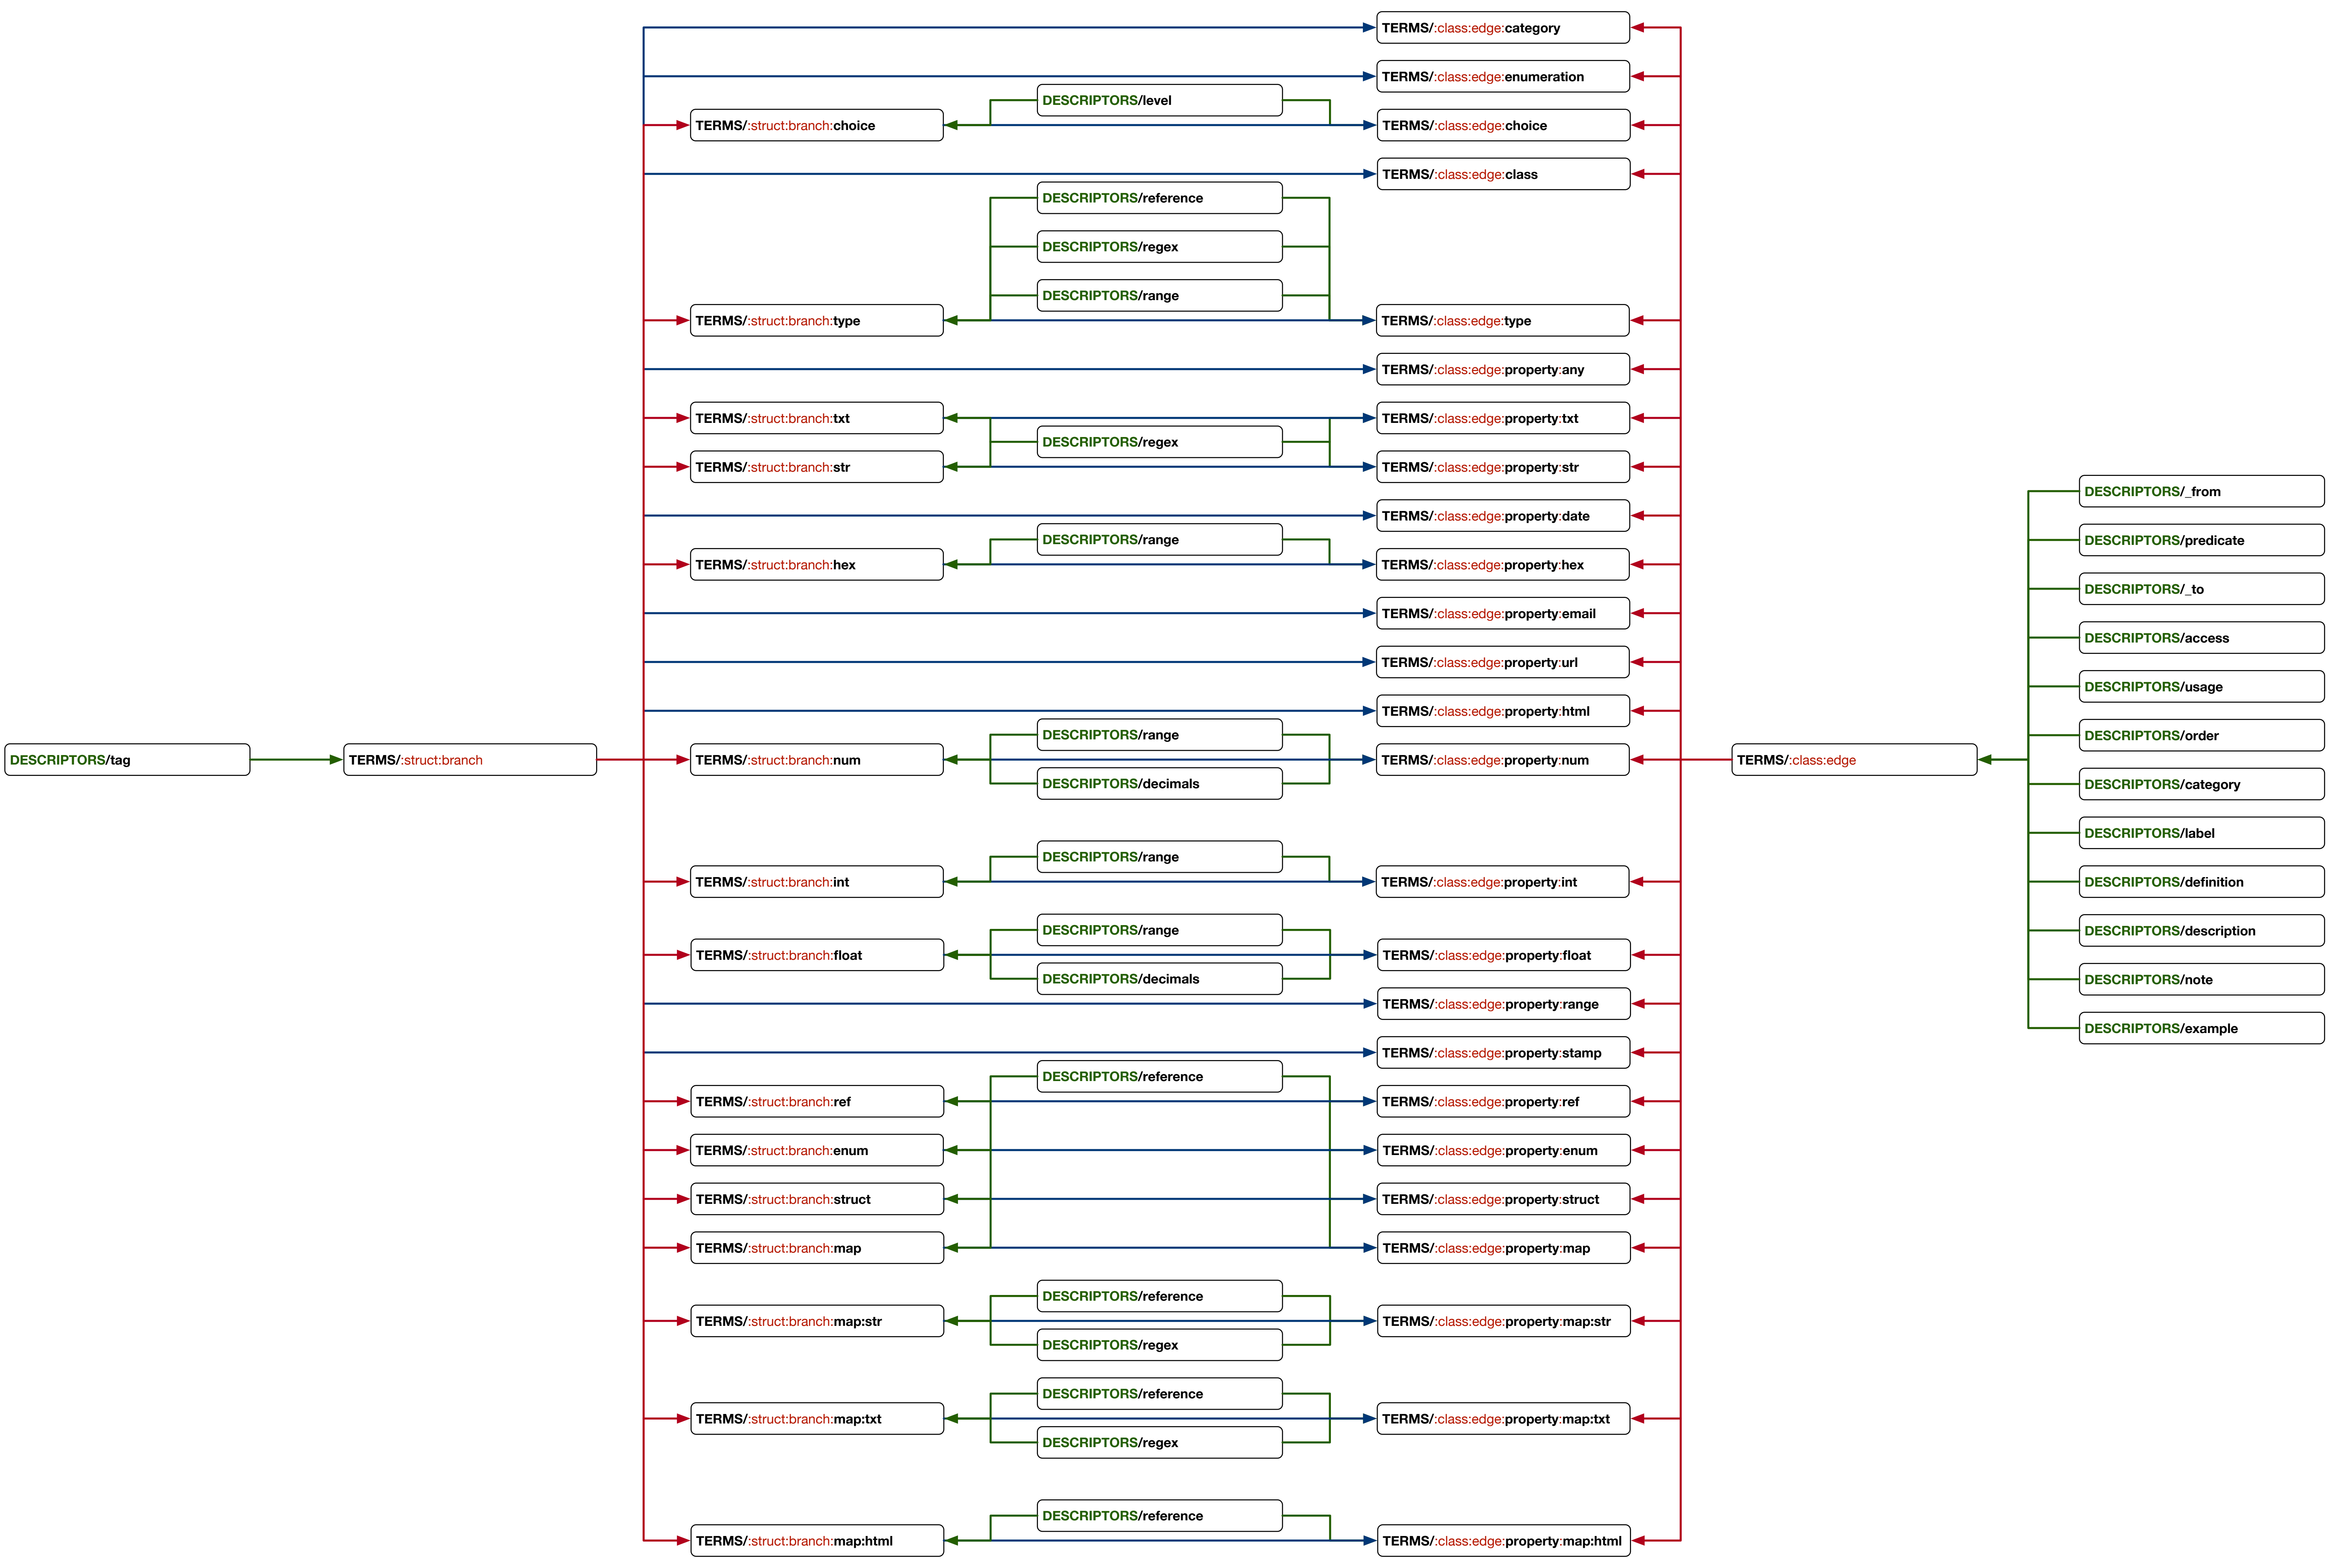 TERMS/:class:edge:category
TERMS/:class:edge:enumeration
DESCRIPTORS/level
TERMS/:struct:branch:choice
TERMS/:class:edge:choice
TERMS/:class:edge:class
DESCRIPTORS/reference
DESCRIPTORS/regex
DESCRIPTORS/range
TERMS/:struct:branch:type
TERMS/:class:edge:type
TERMS/:class:edge:property:any
TERMS/:struct:branch:txt
TERMS/:class:edge:property:txt
DESCRIPTORS/regex
TERMS/:struct:branch:str
TERMS/:class:edge:property:str
DESCRIPTORS/_from
TERMS/:class:edge:property:date
DESCRIPTORS/range
DESCRIPTORS/predicate
TERMS/:struct:branch:hex
TERMS/:class:edge:property:hex
DESCRIPTORS/_to
TERMS/:class:edge:property:email
DESCRIPTORS/access
TERMS/:class:edge:property:url
DESCRIPTORS/usage
TERMS/:class:edge:property:html
DESCRIPTORS/range
DESCRIPTORS/order
DESCRIPTORS/tag
TERMS/:struct:branch
TERMS/:struct:branch:num
TERMS/:class:edge:property:num
TERMS/:class:edge
DESCRIPTORS/decimals
DESCRIPTORS/category
DESCRIPTORS/label
DESCRIPTORS/range
TERMS/:struct:branch:int
TERMS/:class:edge:property:int
DESCRIPTORS/definition
DESCRIPTORS/range
DESCRIPTORS/description
TERMS/:struct:branch:float
TERMS/:class:edge:property:float
DESCRIPTORS/decimals
DESCRIPTORS/note
TERMS/:class:edge:property:range
DESCRIPTORS/example
TERMS/:class:edge:property:stamp
DESCRIPTORS/reference
TERMS/:struct:branch:ref
TERMS/:class:edge:property:ref
TERMS/:struct:branch:enum
TERMS/:class:edge:property:enum
TERMS/:struct:branch:struct
TERMS/:class:edge:property:struct
TERMS/:struct:branch:map
TERMS/:class:edge:property:map
DESCRIPTORS/reference
TERMS/:struct:branch:map:str
TERMS/:class:edge:property:map:str
DESCRIPTORS/regex
DESCRIPTORS/reference
TERMS/:struct:branch:map:txt
TERMS/:class:edge:property:map:txt
DESCRIPTORS/regex
DESCRIPTORS/reference
TERMS/:struct:branch:map:html
TERMS/:class:edge:property:map:html